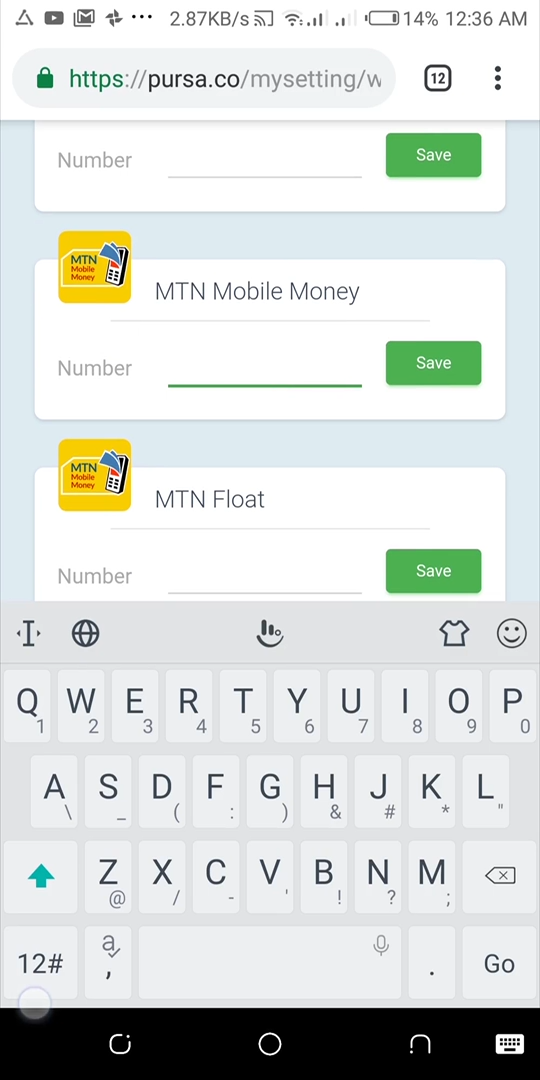 2.87KB/s 14% 12:36 AM
https://pursa.co/mysetting/w
12
Number
Save
MTN
Mobile
Money
MTN Mobile Money
Number
Save
MTN
Mobile
Money
MTN Float
Number
Save
Q W E R T Y U I O P
1 2 3 4 5 6 7 8 9 0
A S D F G H J K L
\ _ ( : ) & # * "
Z X C V B N M
@ / - ' ! ? ;
12# a , . Go